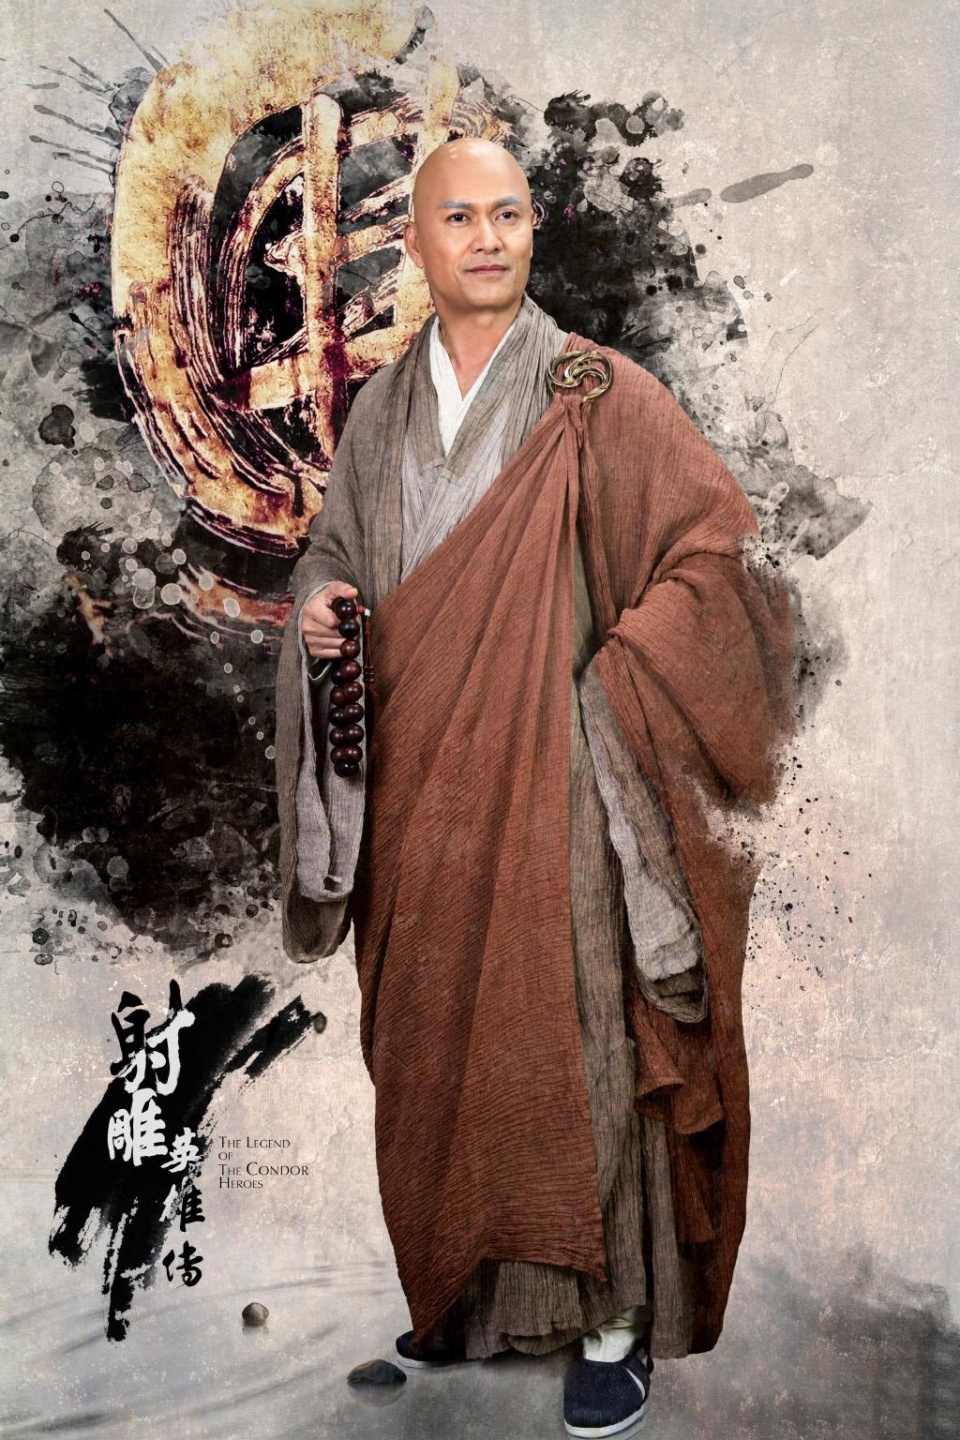 射
雕
英
雄
传
THE LEGEND
OF
THE CONDOR
HEROES